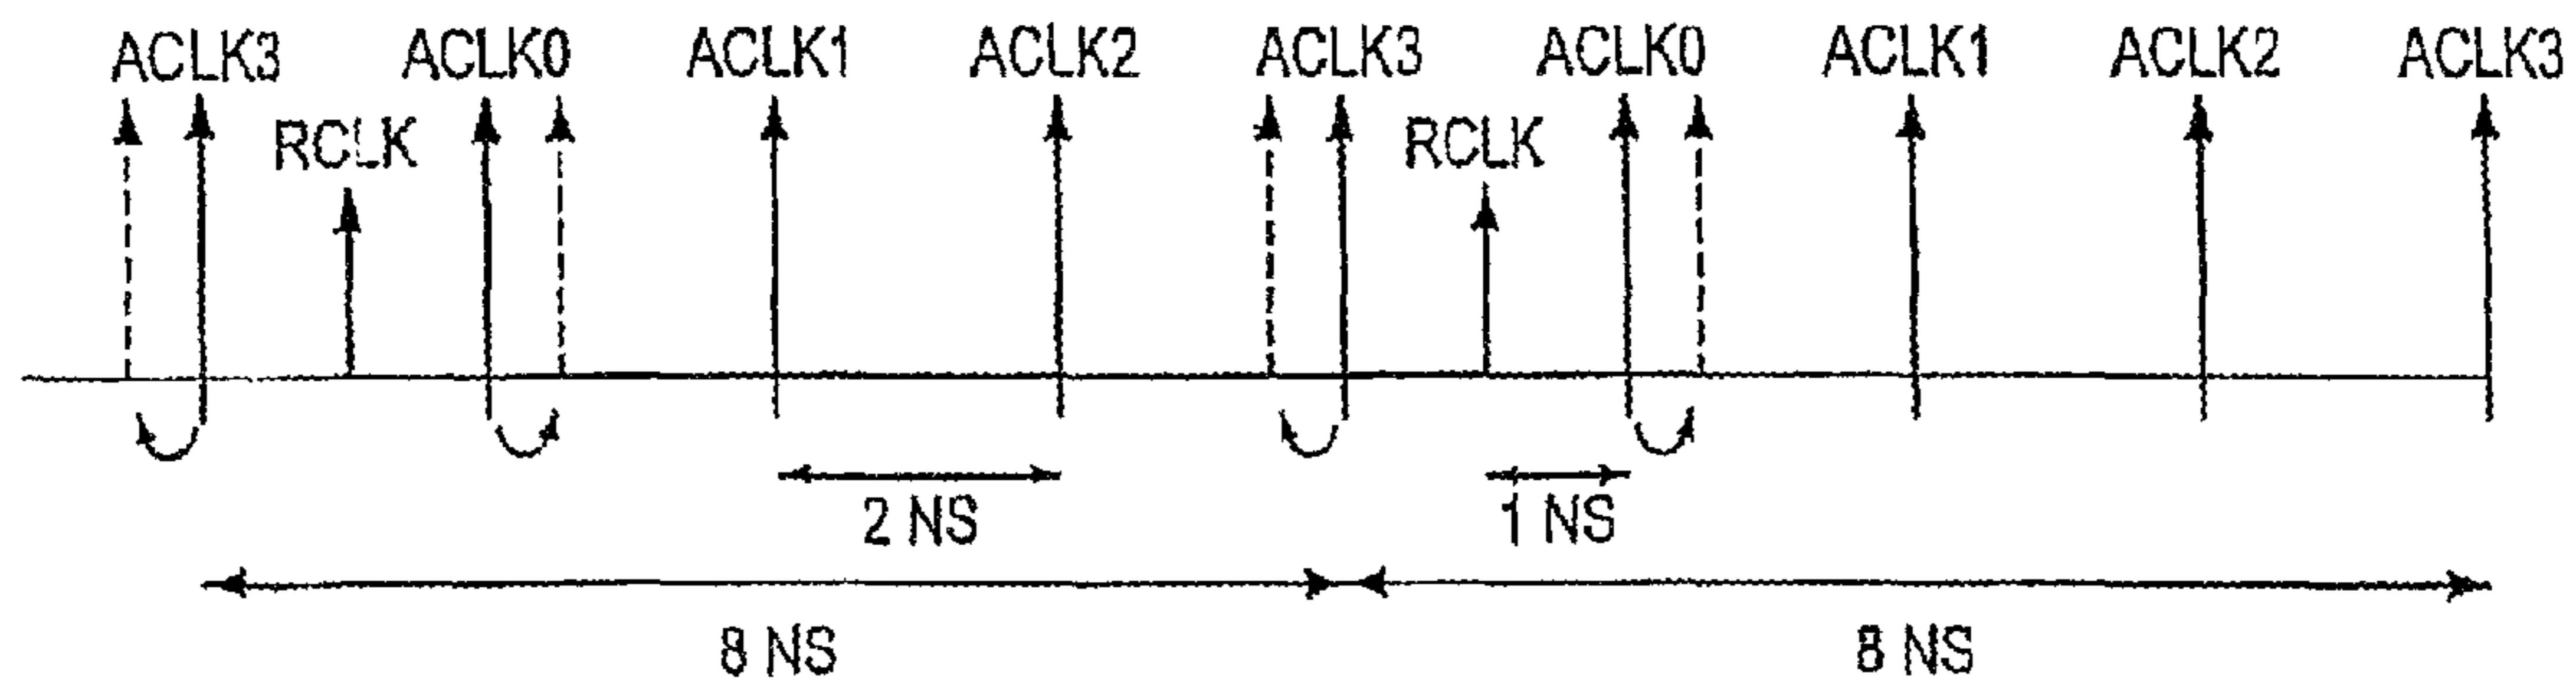 ACLK3 ACLK0 ACLK1 ACLK2 ACLK3 ACLK0 ACLK1 ACLK2 ACLK3
RCLK RCLK
2 NS 1 NS
8 NS 8 NS